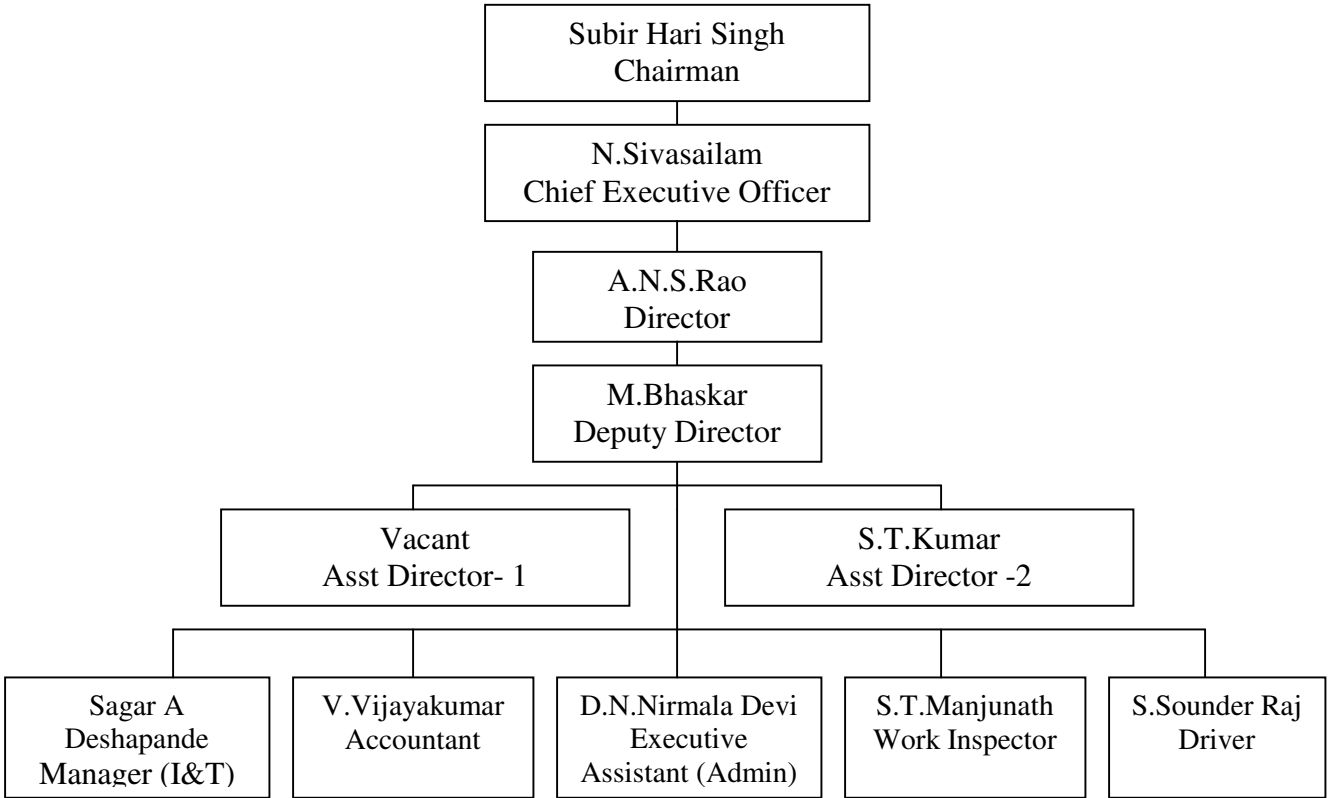 Subir Hari Singh
Chairman
N.Sivasailam
Chief Executive Officer
A.N.S.Rao
Director
M.Bhaskar
Deputy Director
Vacant
Asst Director- 1
S.T.Kumar
Asst Director -2
Sagar A
Deshapande
Manager (I&T)
V.Vijayakumar
Accountant
D.N.Nirmala Devi
Executive
Assistant (Admin)
S.T.Manjunath
Work Inspector
S.Sounder Raj
Driver